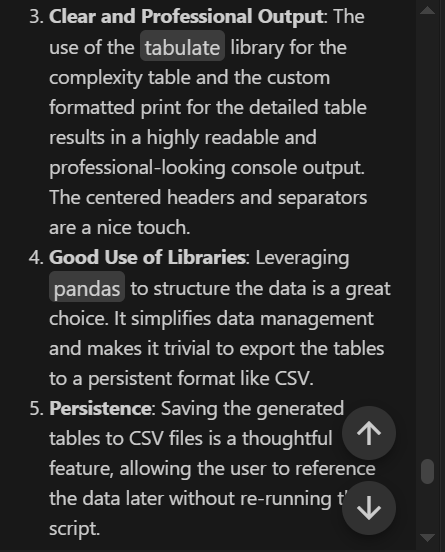 3. Clear and Professional Output: The
use of the tabulate library for the
complexity table and the custom
formatted print for the detailed table
results in a highly readable and
professional-looking console output.
The centered headers and separators
are a nice touch.
4. Good Use of Libraries: Leveraging
pandas to structure the data is a great
choice. It simplifies data management
and makes it trivial to export the tables
to a persistent format like CSV.
5. Persistence: Saving the generated
tables to CSV files is a thoughtful
feature, allowing the user to reference
the data later without re-running
script.